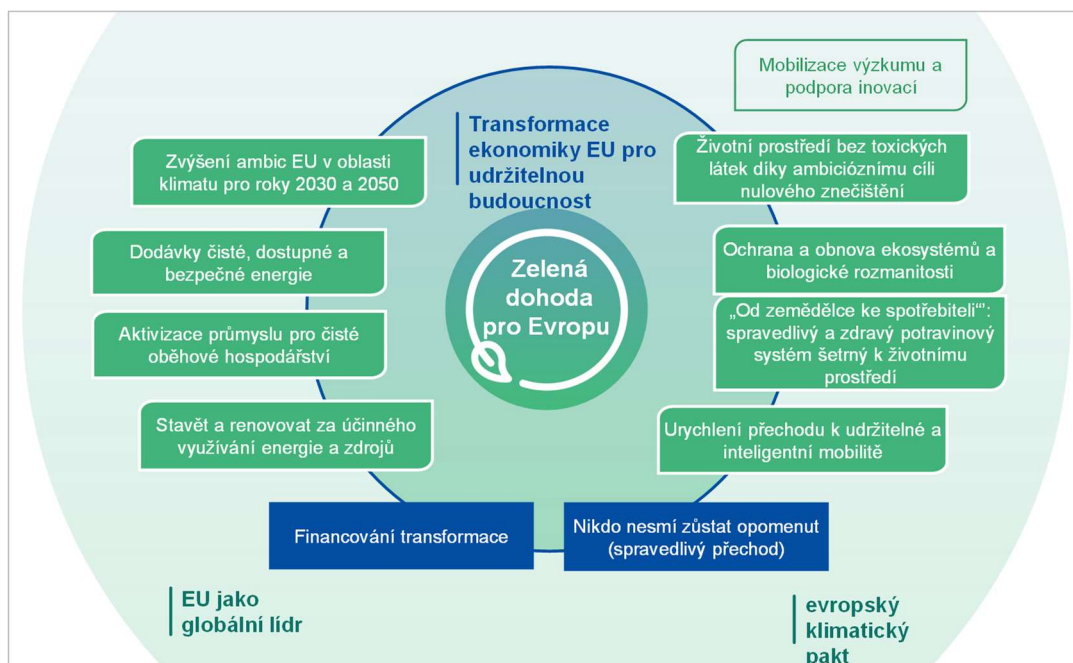 Mobilizace výzkumu a
podpora inovací
Transformace
ekonomiky EU pro
udržitelnou
budoucnost
Zvýšení ambic EU v oblasti
klimatu pro roky 2030 a 2050
Životní prostředí bez toxických
látek díky ambicióznímu cíli
nulového znečištění
Dodávky čisté, dostupné a
bezpečné energie
Ochrana a obnova ekosystémů a
biologické rozmanitosti
Zelená
dohoda
pro Evropu
Aktivizace průmyslu pro čisté
oběhové hospodářství
„Od zemědělce ke spotřebiteli“':
spravedlivý a zdravý potravinový
systém šetrný k životnímu
prostředí
Stavět a renovovat za účinného
využívání energie a zdrojů
Urychlení přechodu k udržitelné a
inteligentní mobilitě
Financování transformace
Nikdo nesmí zůstat opomenut
(spravedlivý přechod)
EU jako
globální lídr
evropský
klimatický
pakt